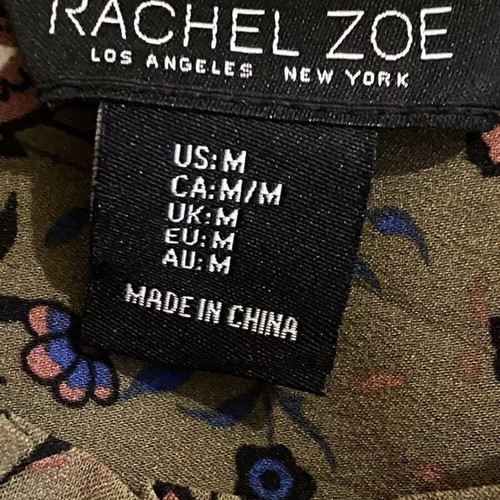 RACHEL ZOE
LOS ANGELES NEW YORK
US: M
CA: M/M
UK: M
EU: M
AU: M
MADE IN CHINA